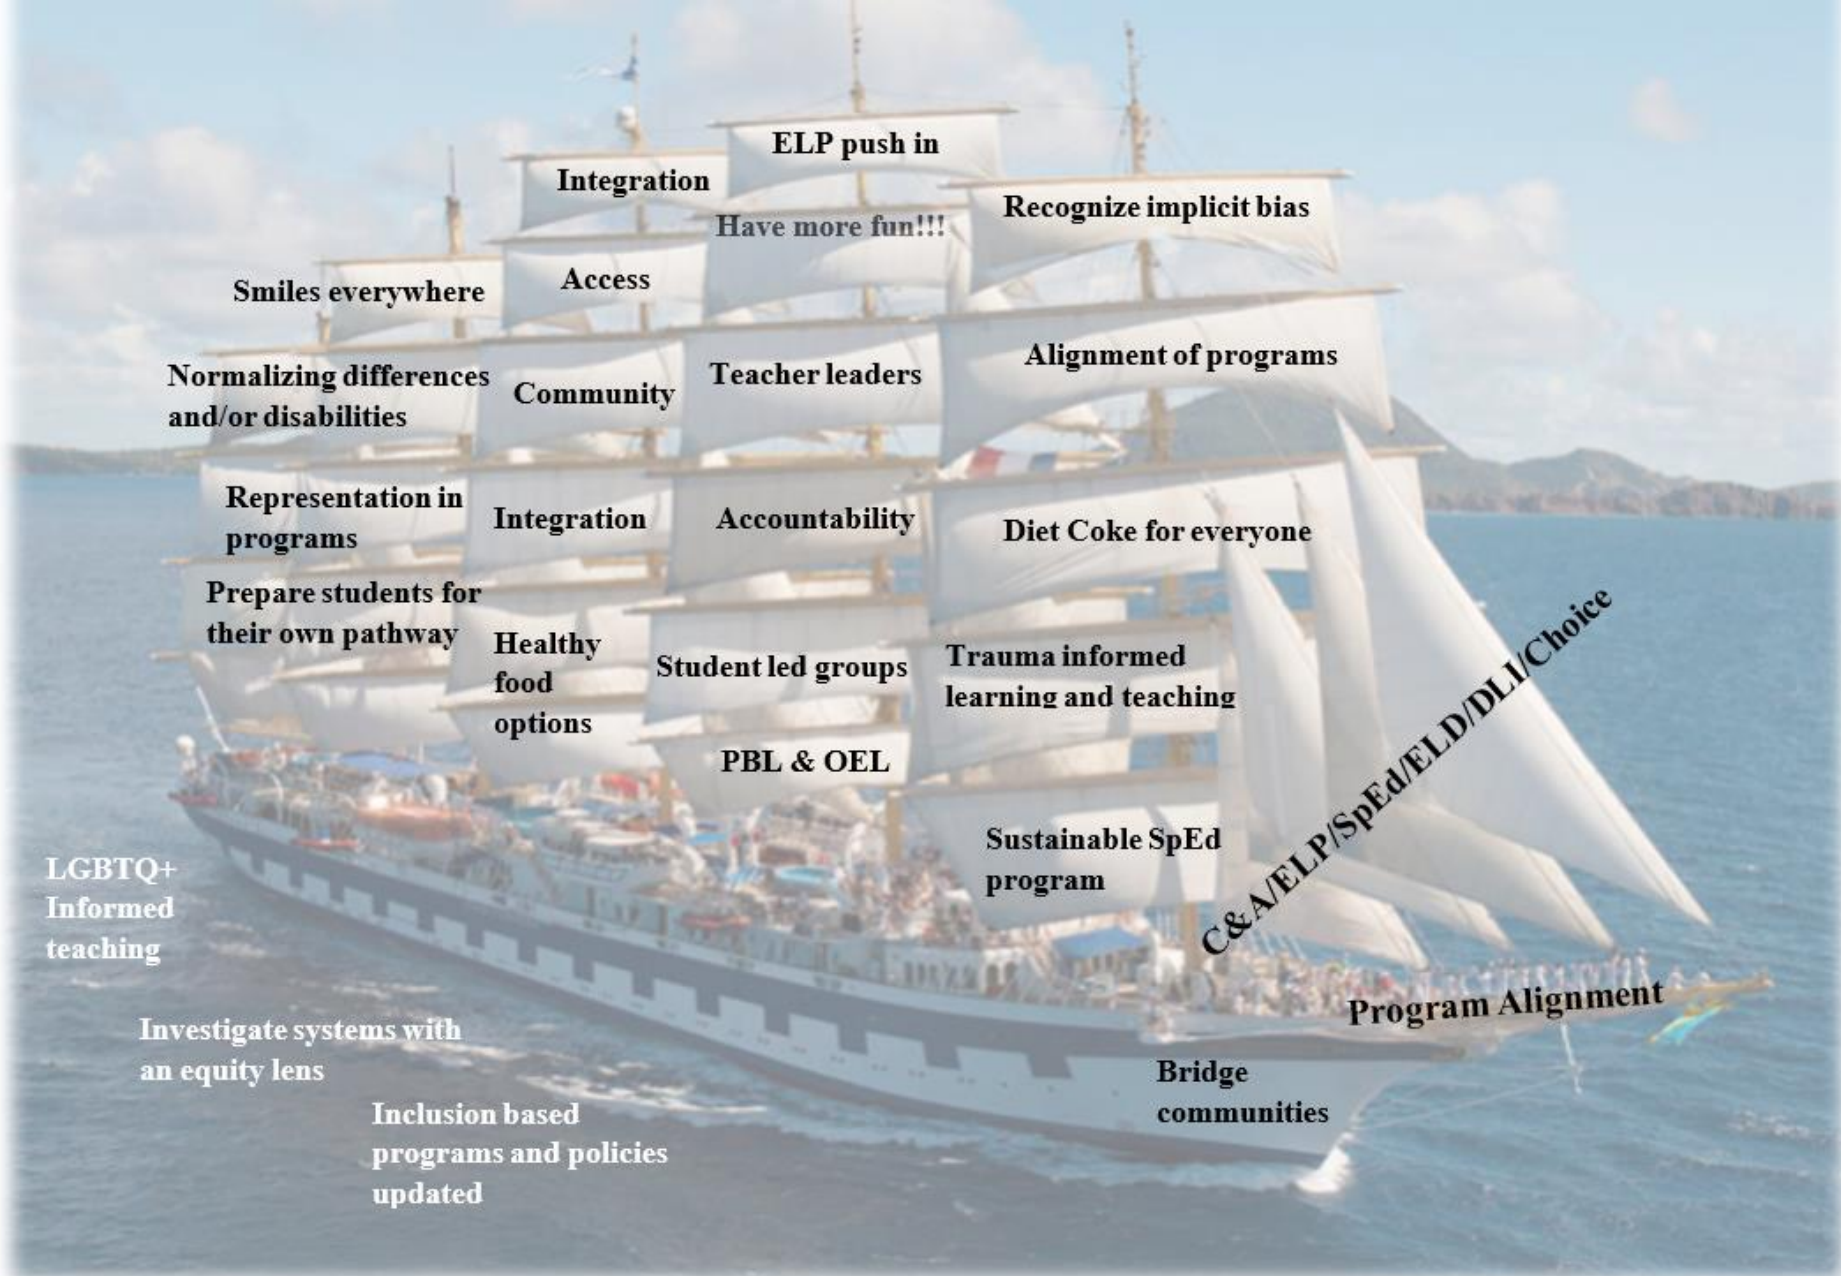 ELP push in
Integration
Recognize implicit bias
Have more fun!!!
Access
Smiles everywhere
Alignment of programs
Normalizing differences
and/or disabilities
Community
Teacher leaders
Representation in
programs
Integration
Accountability
Diet Coke for everyone
Prepare students for
their own pathway
Healthy
food
options
Student led groups
Trauma informed
learning and teaching
PBL & OEL
Sustainable SpEd
program
C&A/ELP/SpEd/ELD/DLI/Choice
LGBTQ+
Informed
teaching
Program Alignment
Investigate systems with
an equity lens
Bridge
communities
Inclusion based
programs and policies
updated